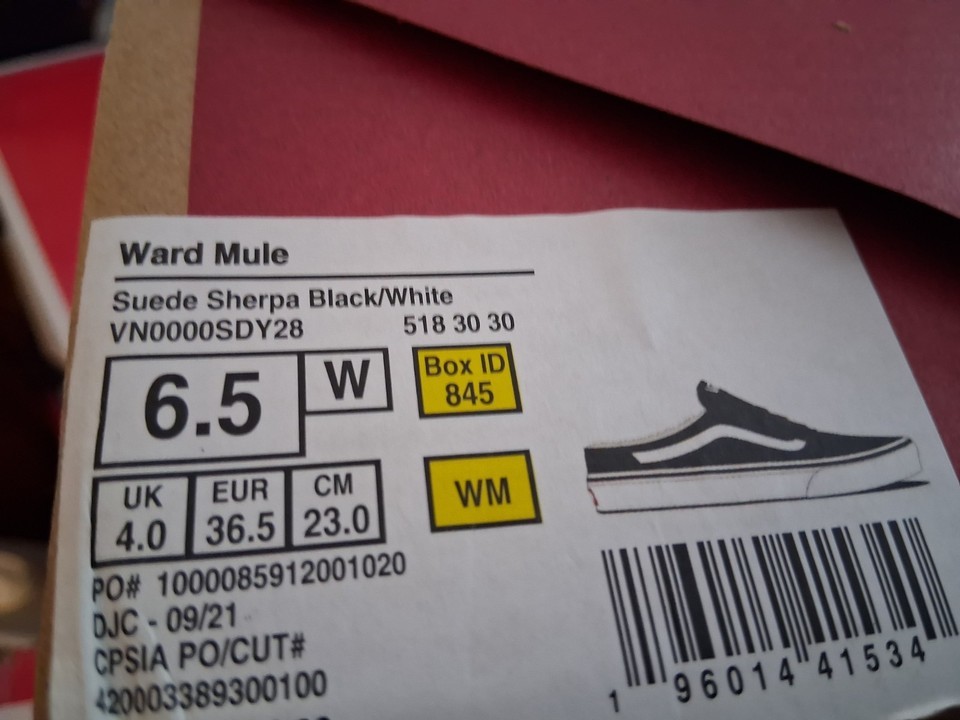 Ward Mule
Suede Sherpa Black/White
VN0000SDY28 518 30 30
6.5 W
Box ID
845
UK EUR CM
4.0 36.5 23.0
WM
PO# 1000085912001020
DJC - 09/21
CPSIA PO/CUT#
420003389300100
1 96014 41534